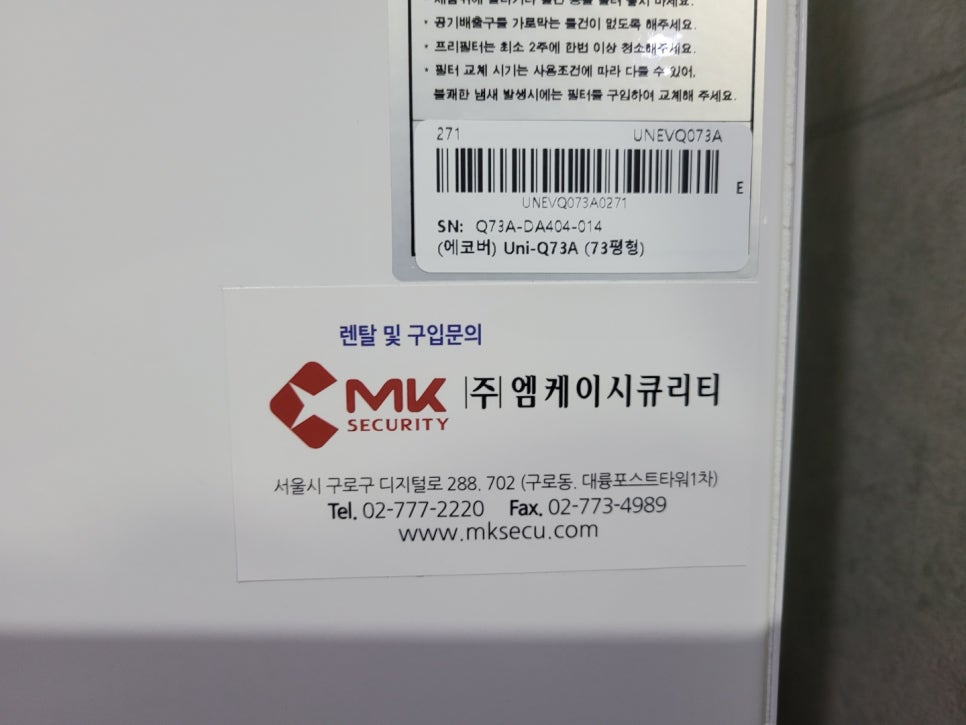 * 공기배출구를 가로막는 물건이 없도록 해주세요.
* 프리필터는 최소 2주에 한번 이상 청소해주세요.
* 필터 교체 시기는 사용조건에 따라 다를 수 있어,
불쾌한 냄새 발생시에는 필터를 구입하여 교체해 주세요.
271 UNEVQ073A
E
UNEVQ073A0271
SN: Q73A-DA404-014
(에코버) Uni-Q73A (73평형)
렌탈 및 구입문의
MK SECURITY |주| 엠케이시큐리티
서울시 구로구 디지털로 288. 702 (구로동. 대륭포스트타워1차)
Tel. 02-777-2220 Fax. 02-773-4989
www.mksecu.com